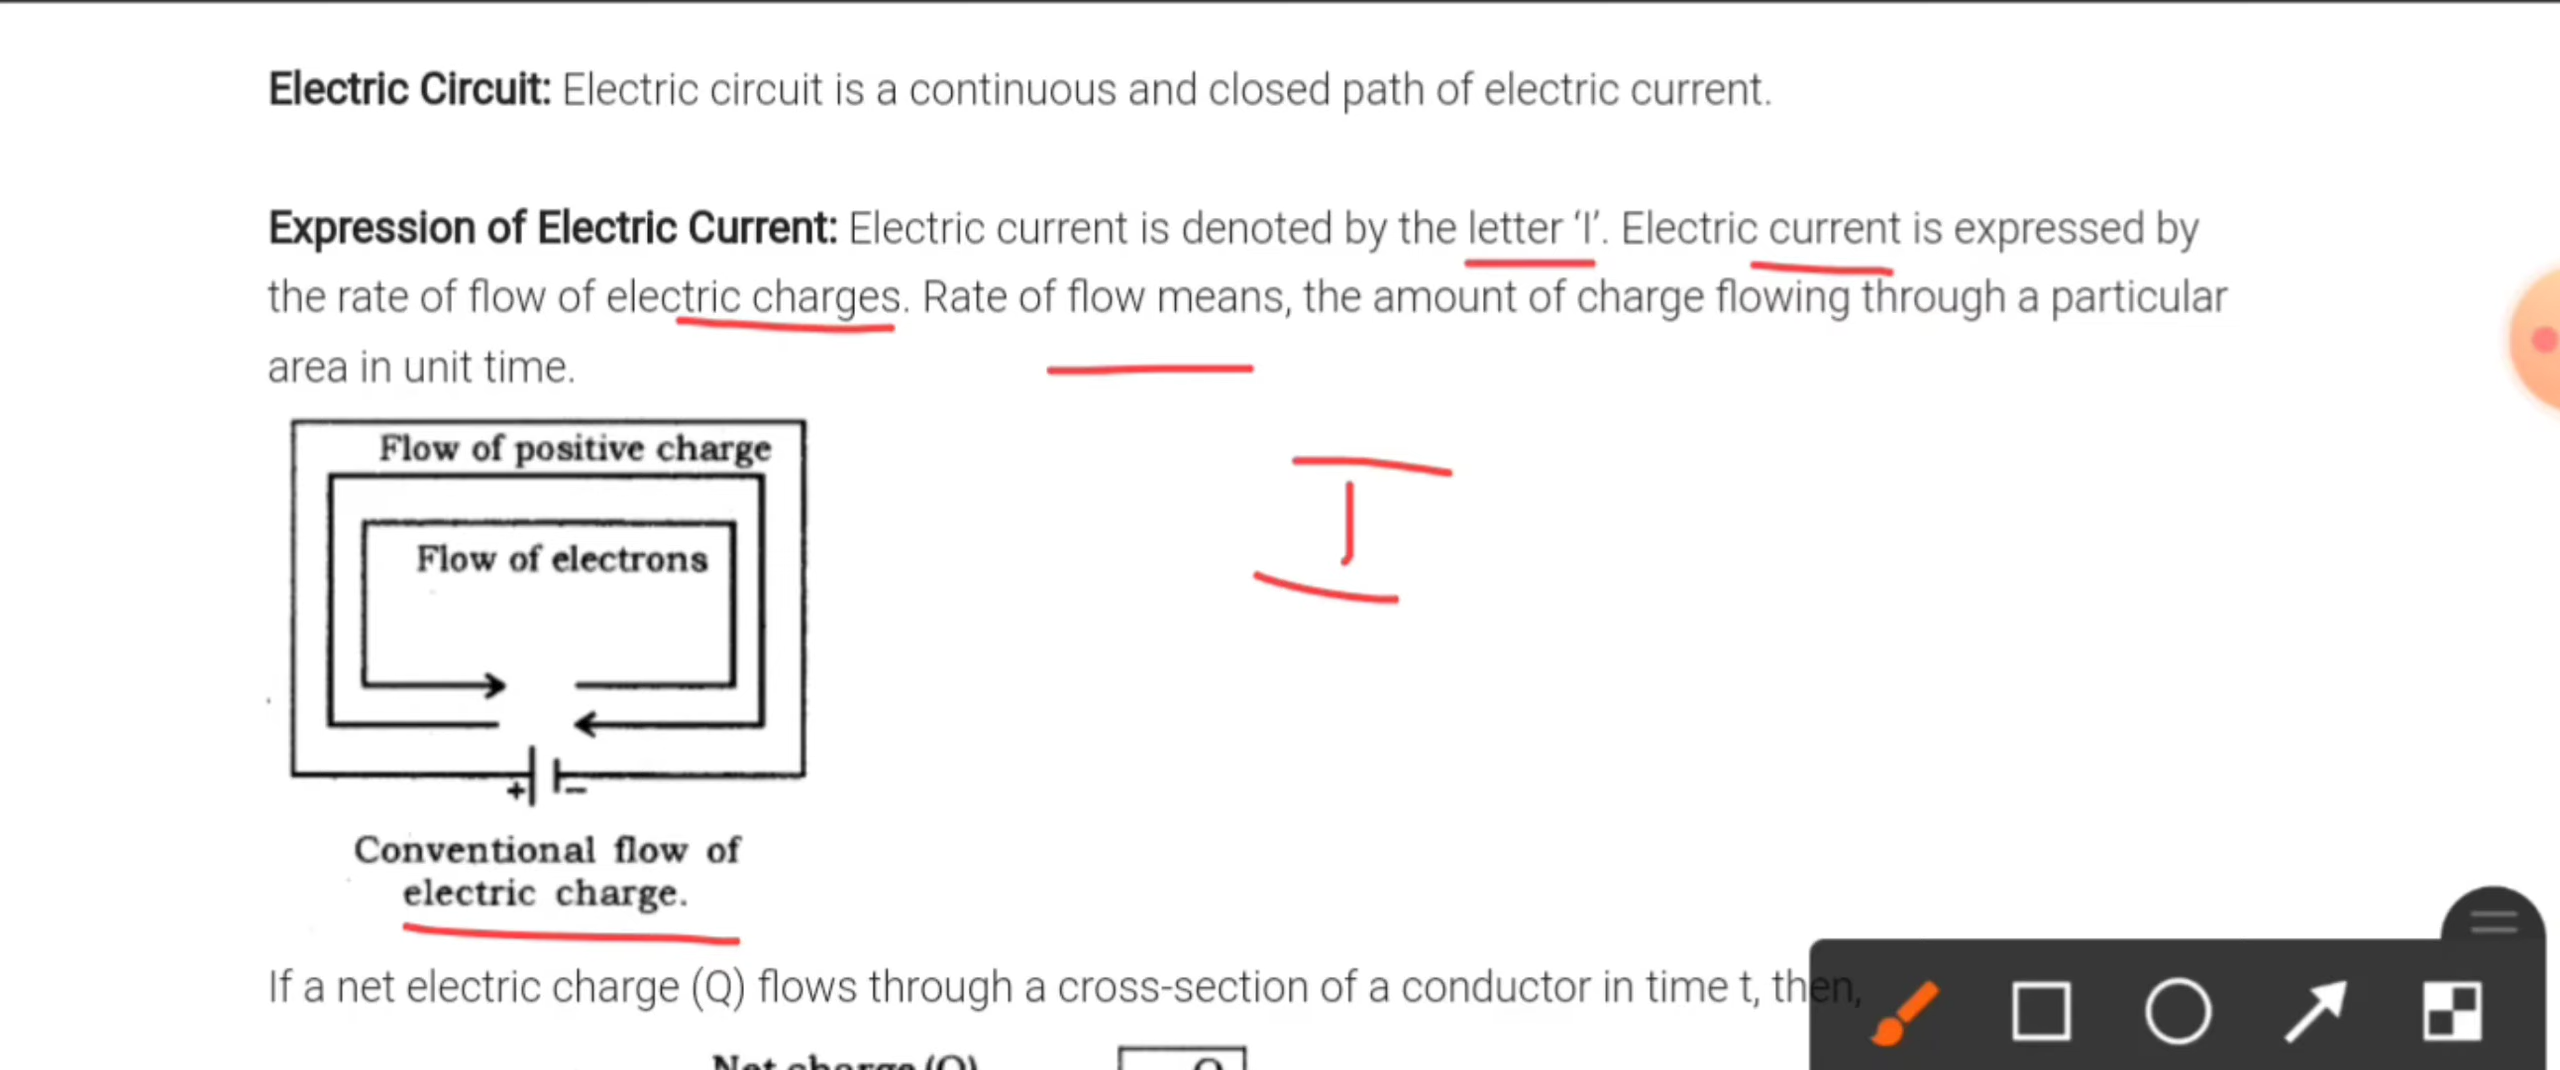 Electric Circuit: Electric circuit is a continuous and closed path of electric current.
Expression of Electric Current: Electric current is denoted by the letter ‘I’. Electric current is expressed by
the rate of flow of electric charges. Rate of flow means, the amount of charge flowing through a particular
area in unit time.
Flow of positive charge
Flow of electrons
I
+ −
Conventional flow of
electric charge.
If a net electric charge (Q) flows through a cross-section of a conductor in time t, then,
Net charge (Q) Q